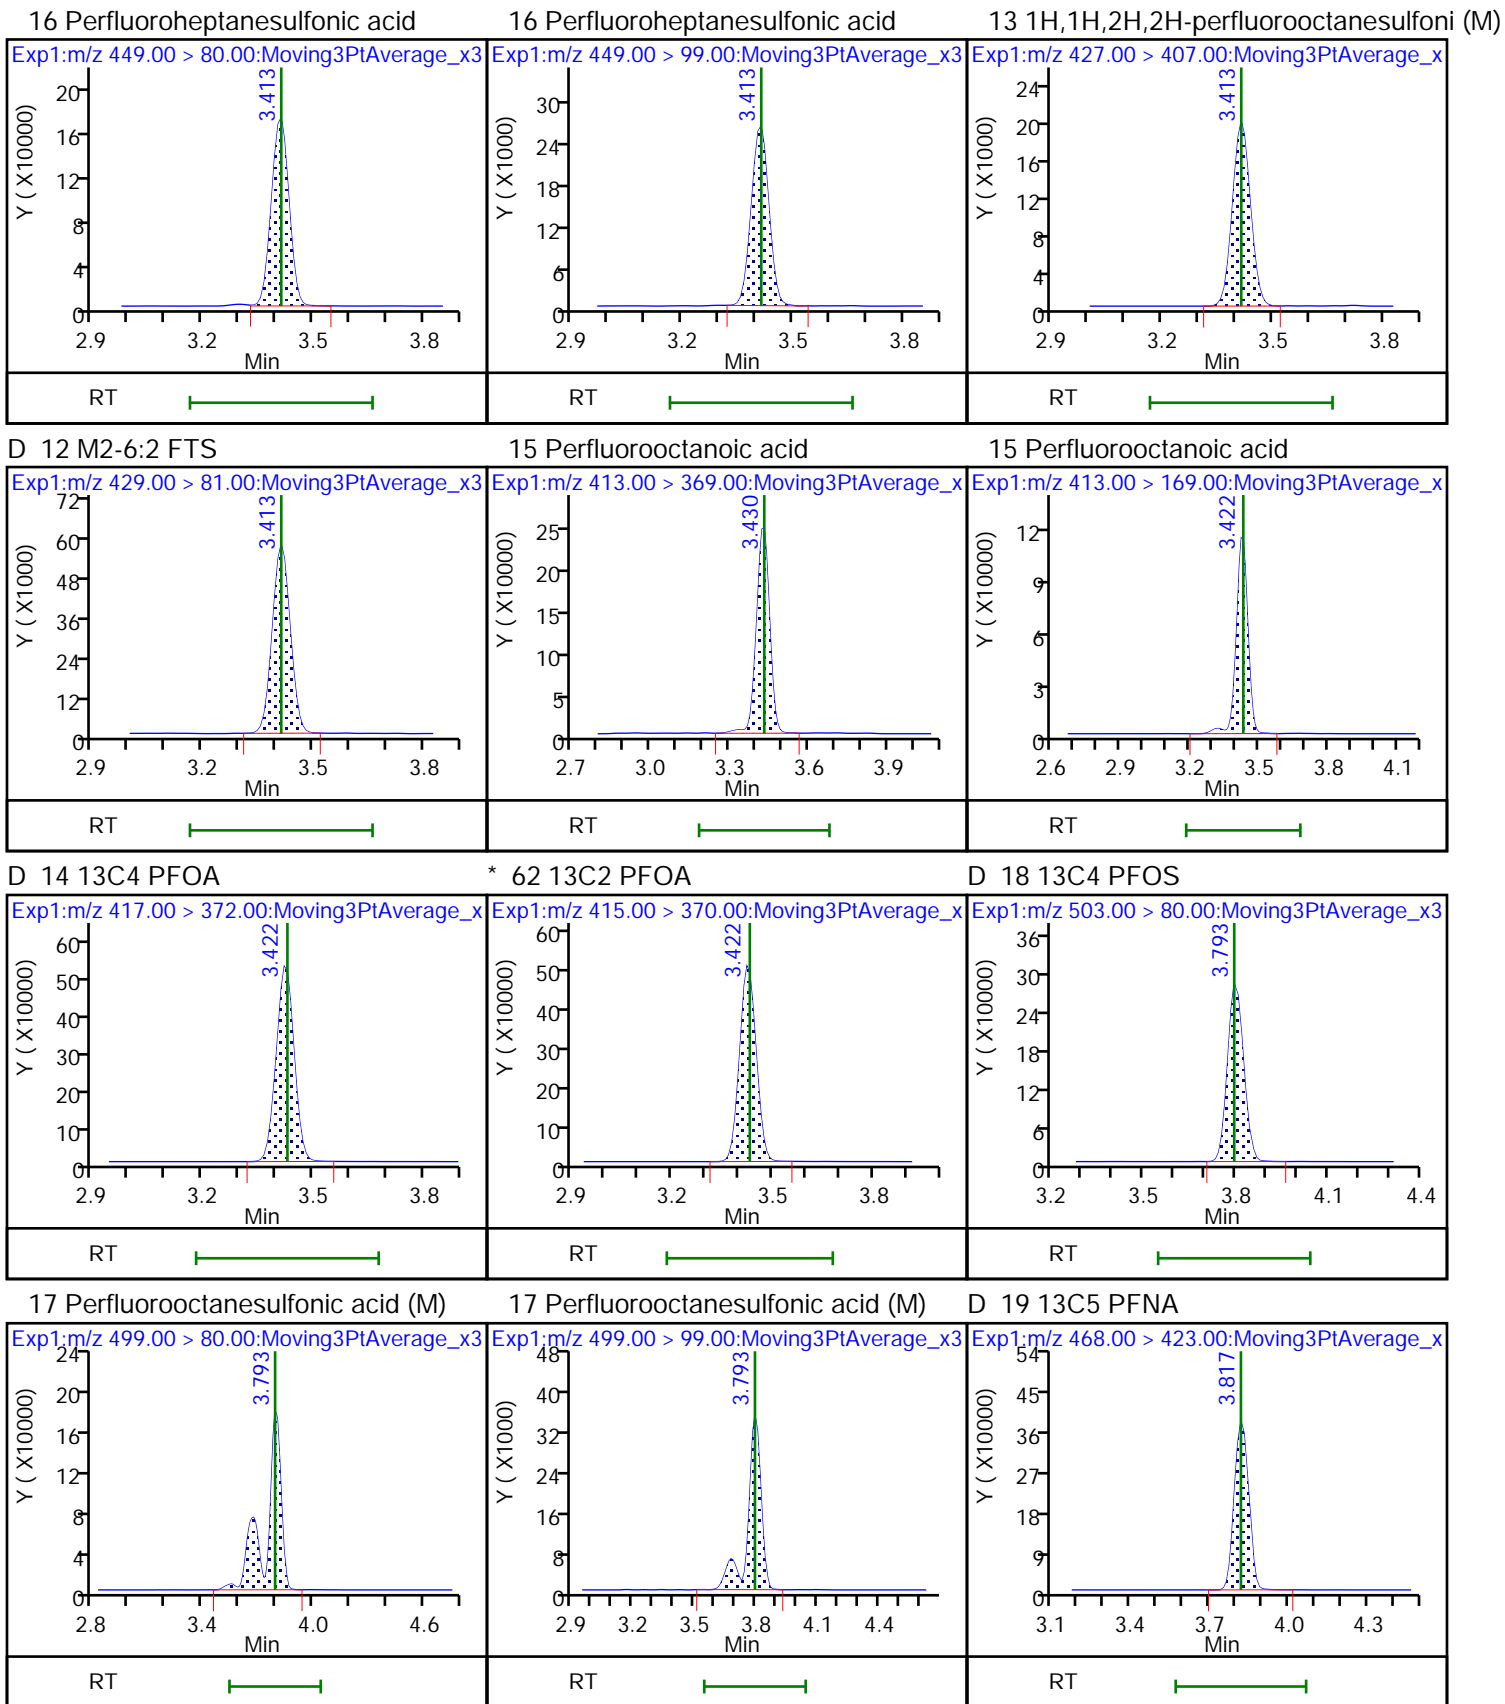 16 Perfluoroheptanesulfonic acid
Exp1:m/z 449.00 > 80.00:Moving3PtAverage_x3
Y ( X10000)
20
16
12
8
4
0
3.413
2.9 3.2 3.5 3.8
Min
RT
16 Perfluoroheptanesulfonic acid
Exp1:m/z 449.00 > 99.00:Moving3PtAverage_x3
Y ( X1000)
30
24
18
12
6
0
3.413
2.9 3.2 3.5 3.8
Min
RT
13 1H,1H,2H,2H-perfluorooctanesulfoni (M)
Exp1:m/z 427.00 > 407.00:Moving3PtAverage_x
Y ( X1000)
24
20
16
12
8
4
0
3.413
2.9 3.2 3.5 3.8
Min
RT
D 12 M2-6:2 FTS
Exp1:m/z 429.00 > 81.00:Moving3PtAverage_x3
Y ( X1000)
72
60
48
36
24
12
0
3.413
2.9 3.2 3.5 3.8
Min
RT
15 Perfluorooctanoic acid
Exp1:m/z 413.00 > 369.00:Moving3PtAverage_x
Y ( X10000)
25
20
15
10
5
0
3.430
2.7 3.0 3.3 3.6 3.9
Min
RT
15 Perfluorooctanoic acid
Exp1:m/z 413.00 > 169.00:Moving3PtAverage_x
Y ( X10000)
12
9
6
3
0
3.422
2.6 2.9 3.2 3.5 3.8 4.1
Min
RT
D 14 13C4 PFOA
Exp1:m/z 417.00 > 372.00:Moving3PtAverage_x
Y ( X10000)
60
50
40
30
20
10
0
3.422
2.9 3.2 3.5 3.8
Min
RT
* 62 13C2 PFOA
Exp1:m/z 415.00 > 370.00:Moving3PtAverage_x
Y ( X10000)
60
50
40
30
20
10
0
3.422
2.9 3.2 3.5 3.8
Min
RT
D 18 13C4 PFOS
Exp1:m/z 503.00 > 80.00:Moving3PtAverage_x3
Y ( X10000)
36
30
24
18
12
6
0
3.793
3.2 3.5 3.8 4.1 4.4
Min
RT
17 Perfluorooctanesulfonic acid (M)
Exp1:m/z 499.00 > 80.00:Moving3PtAverage_x3
Y ( X10000)
24
20
16
12
8
4
0
3.793
2.8 3.4 4.0 4.6
Min
RT
17 Perfluorooctanesulfonic acid (M)
Exp1:m/z 499.00 > 99.00:Moving3PtAverage_x3
Y ( X1000)
48
40
32
24
16
8
0
3.793
2.9 3.2 3.5 3.8 4.1 4.4
Min
RT
D 19 13C5 PFNA
Exp1:m/z 468.00 > 423.00:Moving3PtAverage_x
Y ( X10000)
54
45
36
27
18
9
0
3.817
3.1 3.4 3.7 4.0 4.3
Min
RT